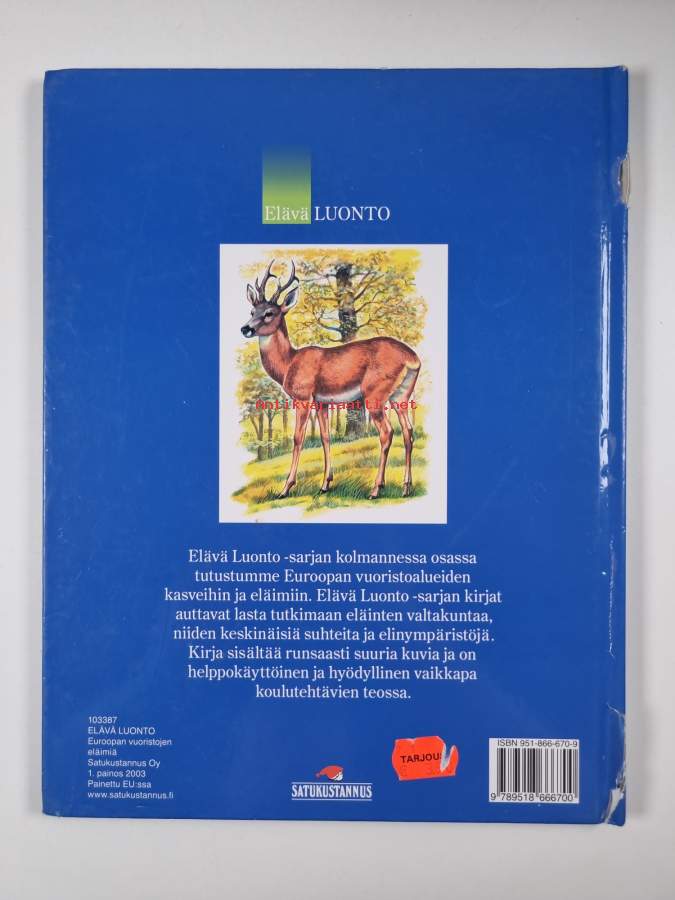 Elävä LUONTO
Antikvariaatti.net
Elävä Luonto -sarjan kolmannessa osassa
tutustumme Euroopan vuoristoalueiden
kasveihin ja eläimiin. Elävä Luonto -sarjan kirjat
auttavat lasta tutkimaan eläinten valtakuntaa,
niiden keskinäisiä suhteita ja elinympäristöjä.
Kirja sisältää runsaasti suuria kuvia ja on
helppokäyttöinen ja hyödyllinen vaikkapa
koulutehtävien teossa.
103387
ELÄVÄ LUONTO
Euroopan vuoristojen
eläimiä
Satukustannus Oy
1. painos 2003
Painettu EU:ssa
www.satukustannus.fi
SATUKUSTANNUS
TARJOUS
ISBN 951-866-670-9
9 789518 666700